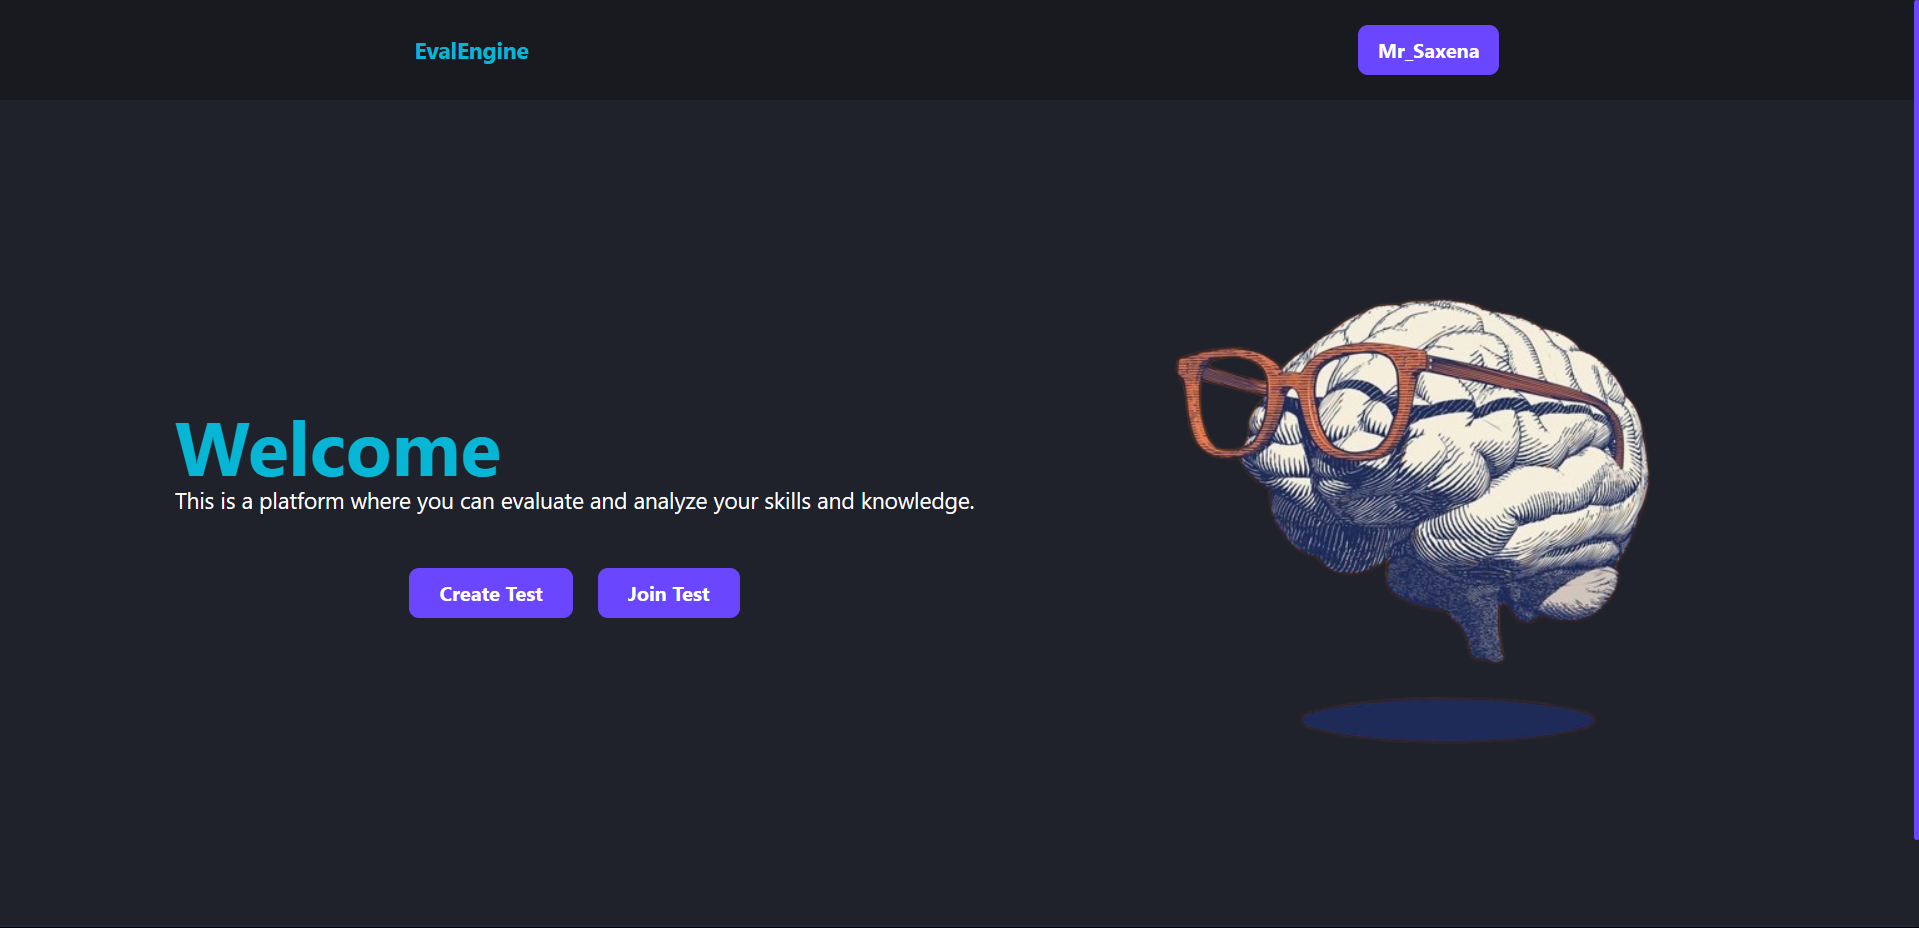 EvalEngine
Mr_Saxena
Welcome
This is a platform where you can evaluate and analyze your skills and knowledge.
Create Test
Join Test